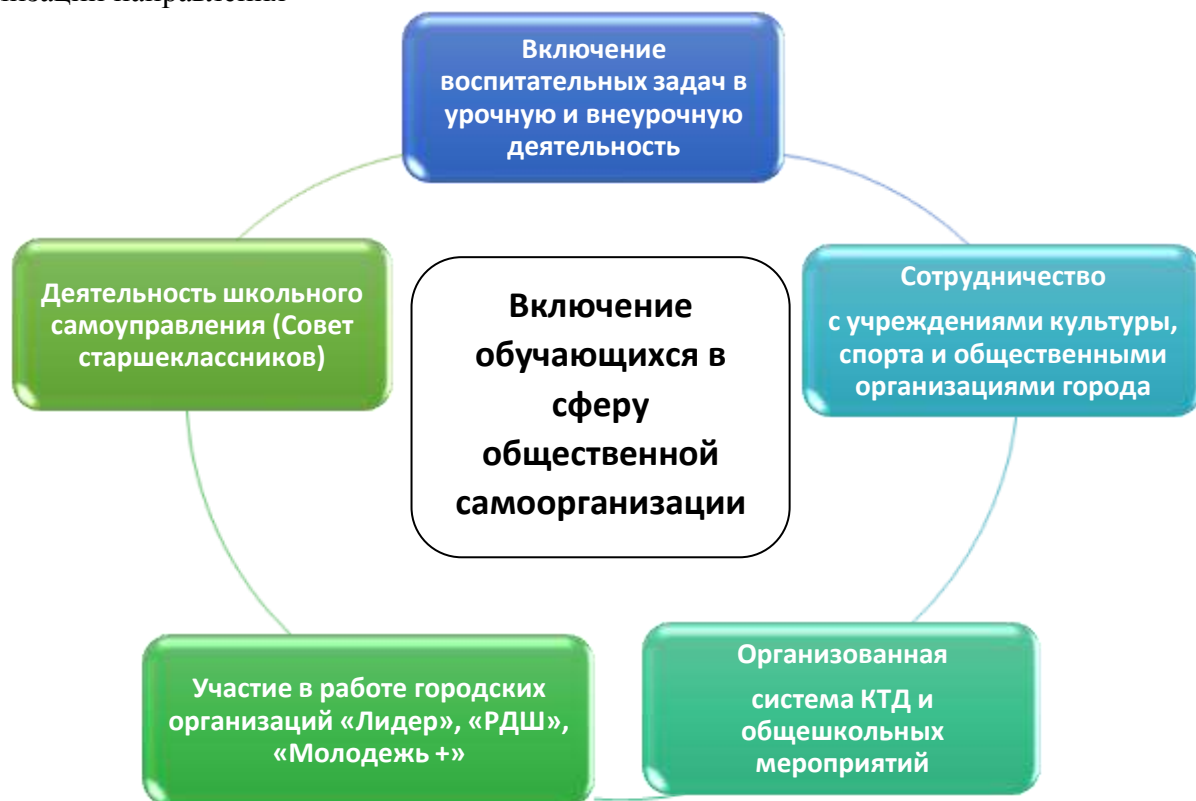 Включение
воспитательных задач в
урочную и внеурочную
деятельность
Деятельность школьного
самоуправления (Совет
старшеклассников)
Включение
обучающихся в
сферу
общественной
самоорганизации
Сотрудничество
с учреждениями культуры,
спорта и общественными
организациями города
Участие в работе городских
организаций «Лидер», «РДШ»,
«Молодежь +»
Организованная
система КТД и
общешкольных
мероприятий